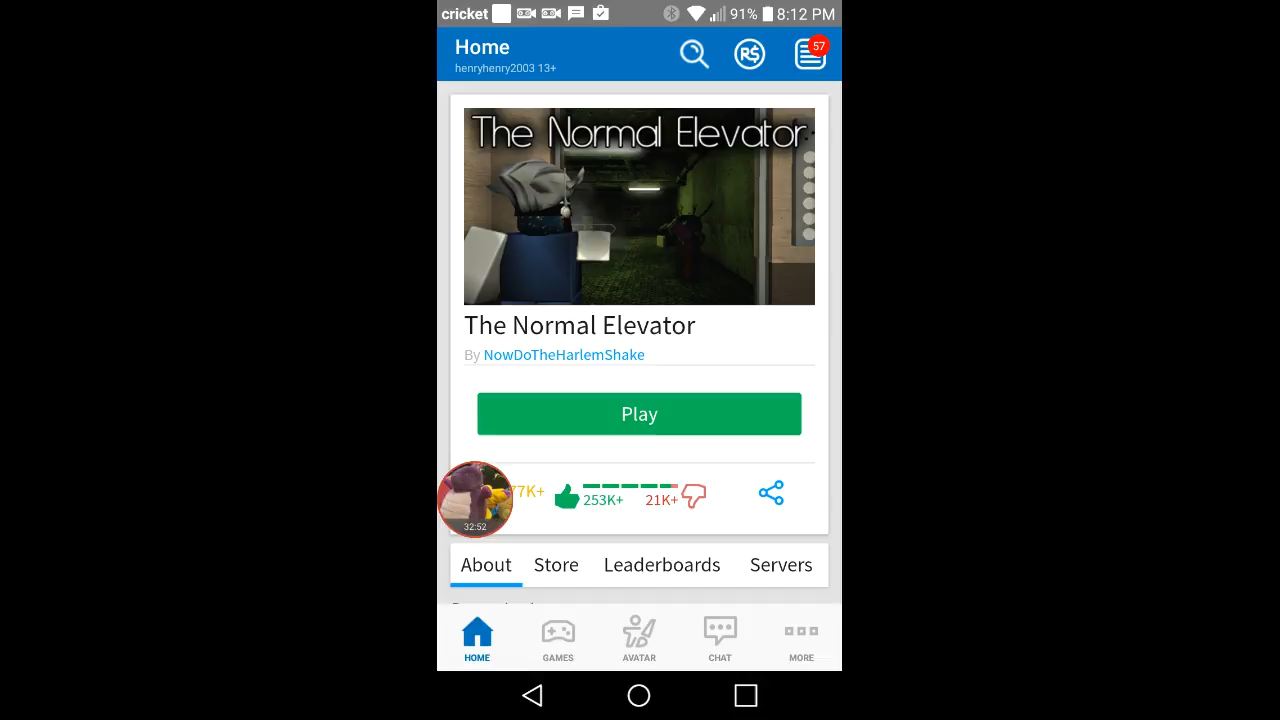 cricket 91% 8:12 PM
Home
henryhenry2003 13+
R$
57
The Normal Elevator
The Normal Elevator
By NowDoTheHarlemShake
Play
77K+ 253K+ 21K+
32:52
About Store Leaderboards Servers
HOME GAMES AVATAR CHAT MORE